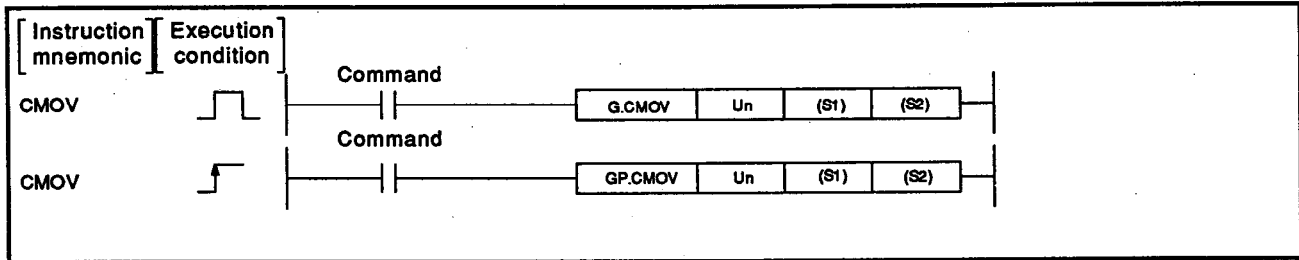 Instruction mnemonic Execution condition
Command
CMOV G.CMOV Un (S1) (S2)
Command
CMOV GP.CMOV Un (S1) (S2)